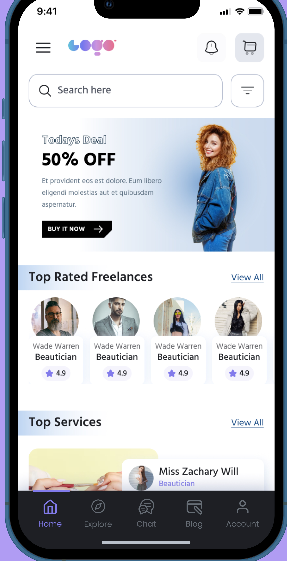 9:41
Logo
Search here
Todays Deal
50% OFF
Et provident eos est dolore. Eum libero
eligendi molestias aut et quibusdam
aspernatur.
BUY IT NOW
Top Rated Freelances
View All
Wade Warren
Beautician
4.9
Wade Warren
Beautician
4.9
Wade Warren
Beautician
4.9
Wade Warren
Beautician
4.9
Top Services
View All
Miss Zachary Will
Beautician
Home
Explore
Chat
Blog
Account